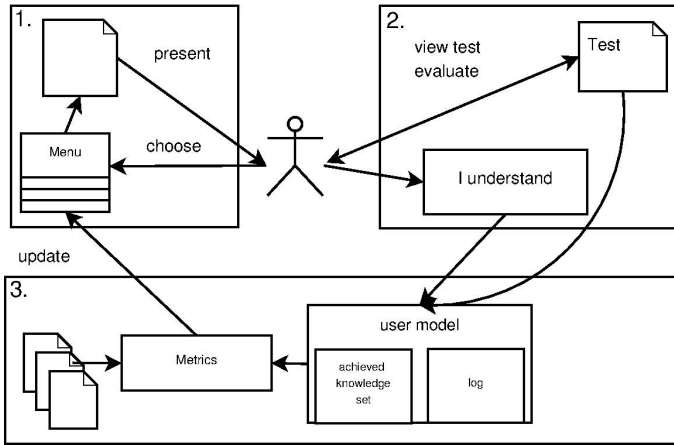 1.
present
Menu
choose
2.
view test
evaluate
Test
I understand
update
3.
Metrics
user model
achieved
knowledge
set
log